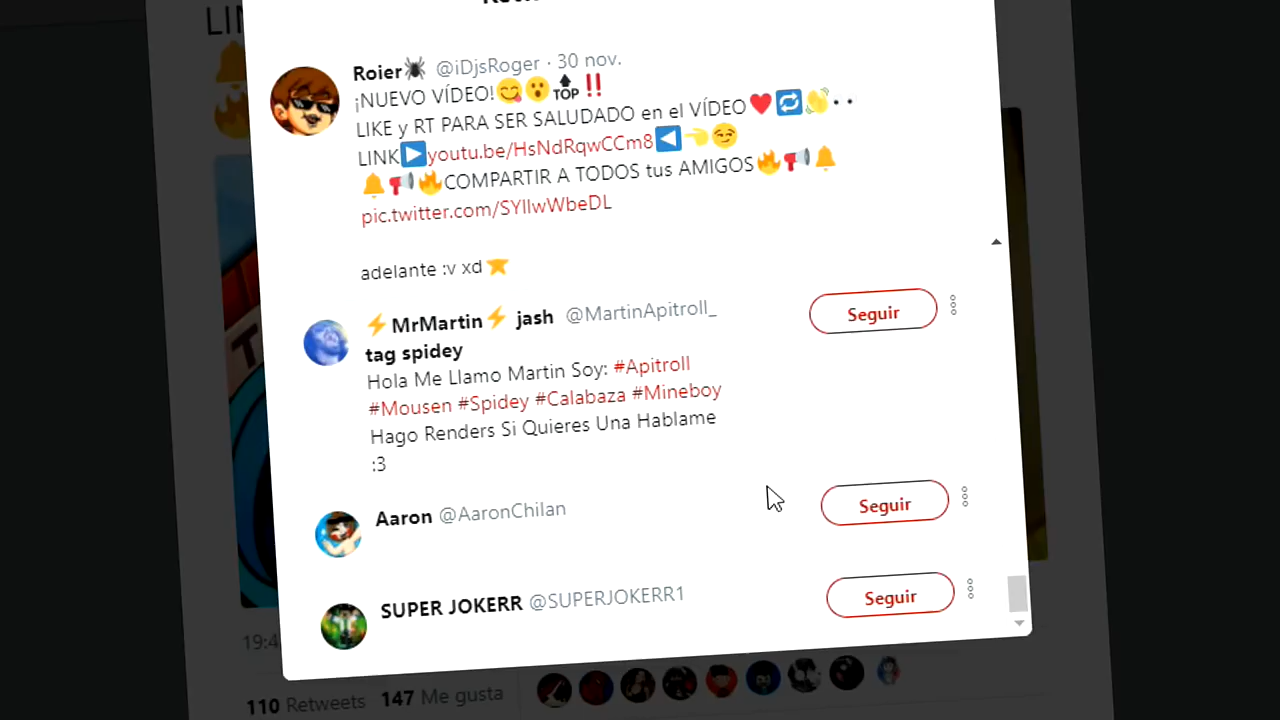 LI
Roier @iDjsRoger · 30 nov.
¡NUEVO VÍDEO!😋😮🔝‼️
LIKE y RT PARA SER SALUDADO en el VÍDEO❤️🔁👏👀
LINK▶️youtu.be/HsNdRqwCCm8◀️👈😏
🔔📢🔥COMPARTIR A TODOS tus AMIGOS🔥📢🔔
pic.twitter.com/SYIlwWbeDL
adelante :v xd
⚡MrMartin⚡ jash @MartinApitroll_
tag spidey
Seguir
Hola Me Llamo Martin Soy: #Apitroll
#Mousen #Spidey #Calabaza #Mineboy
Hago Renders Si Quieres Una Hablame
:3
Aaron @AaronChilan
Seguir
SUPER JOKERR @SUPERJOKERR1
Seguir
19:4
110 Retweets 147 Me gusta